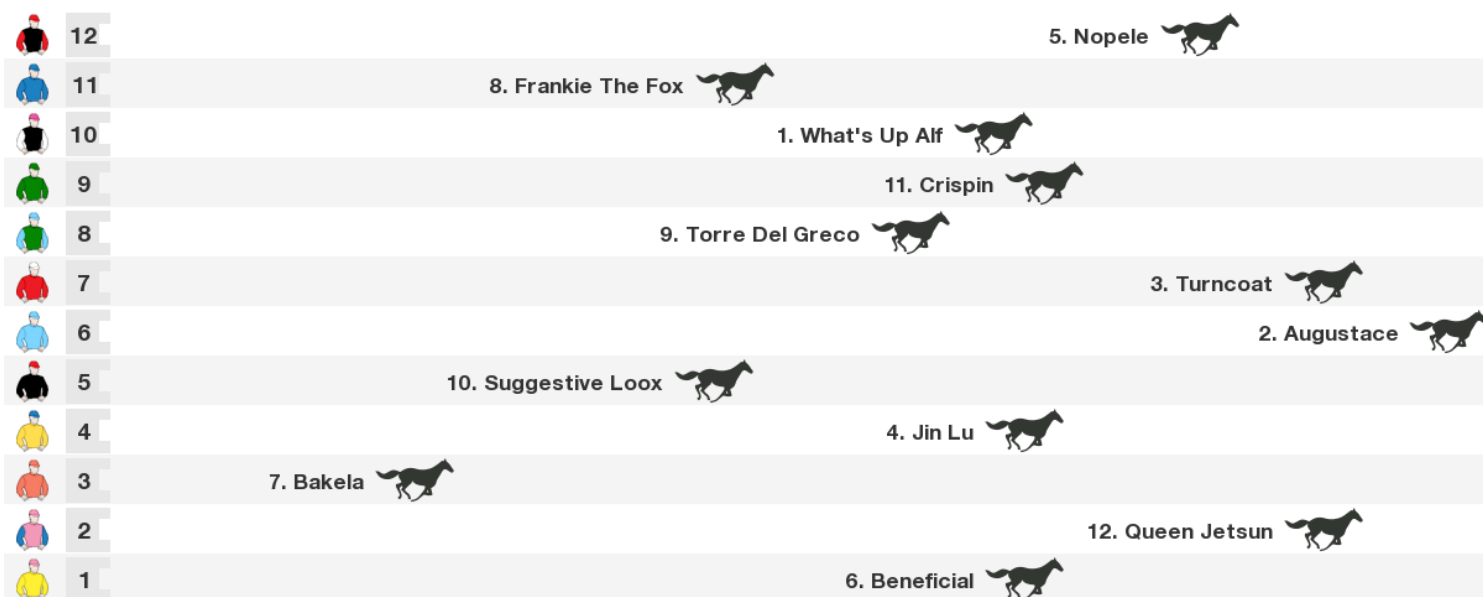 12 5. Nopele
11 8. Frankie The Fox
10 1. What's Up Alf
9 11. Crispin
8 9. Torre Del Greco
7 3. Turncoat
6 2. Augustace
5 10. Suggestive Loox
4 4. Jin Lu
3 7. Bakela
2 12. Queen Jetsun
1 6. Beneficial